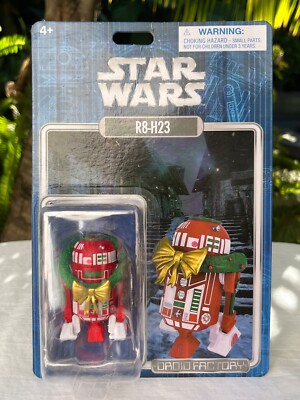 4+
WARNING:
CHOKING HAZARD - SMALL PARTS
NOT FOR CHILDREN UNDER 3 YEARS.
STAR
WARS
R8-H23
DROID FACTORY